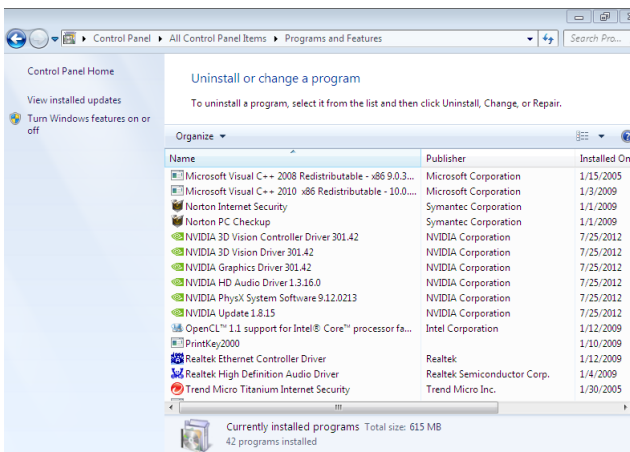 Control Panel All Control Panel Items Programs and Features Search Pro...
Control Panel Home
View installed updates
Turn Windows features on or
off
Uninstall or change a program
To uninstall a program, select it from the list and then click Uninstall, Change, or Repair.
Organize
Name Publisher Installed On
Microsoft Visual C++ 2008 Redistributable - x86 9.0.3... Microsoft Corporation 1/15/2005
Microsoft Visual C++ 2010 x86 Redistributable - 10.0.... Microsoft Corporation 1/3/2009
Norton Internet Security Symantec Corporation 1/1/2009
Norton PC Checkup Symantec Corporation 1/1/2009
NVIDIA 3D Vision Controller Driver 301.42 NVIDIA Corporation 7/25/2012
NVIDIA 3D Vision Driver 301.42 NVIDIA Corporation 7/25/2012
NVIDIA Graphics Driver 301.42 NVIDIA Corporation 7/25/2012
NVIDIA HD Audio Driver 1.3.16.0 NVIDIA Corporation 7/25/2012
NVIDIA PhysX System Software 9.12.0213 NVIDIA Corporation 7/25/2012
NVIDIA Update 1.8.15 NVIDIA Corporation 7/25/2012
OpenCL™ 1.1 support for Intel® Core™ processor fa... Intel Corporation 1/12/2009
PrintKey2000 1/10/2009
Realtek Ethernet Controller Driver Realtek 1/12/2009
Realtek High Definition Audio Driver Realtek Semiconductor Corp. 1/4/2009
Trend Micro Titanium Internet Security Trend Micro Inc. 1/30/2005
Currently installed programs Total size: 615 MB
42 programs installed